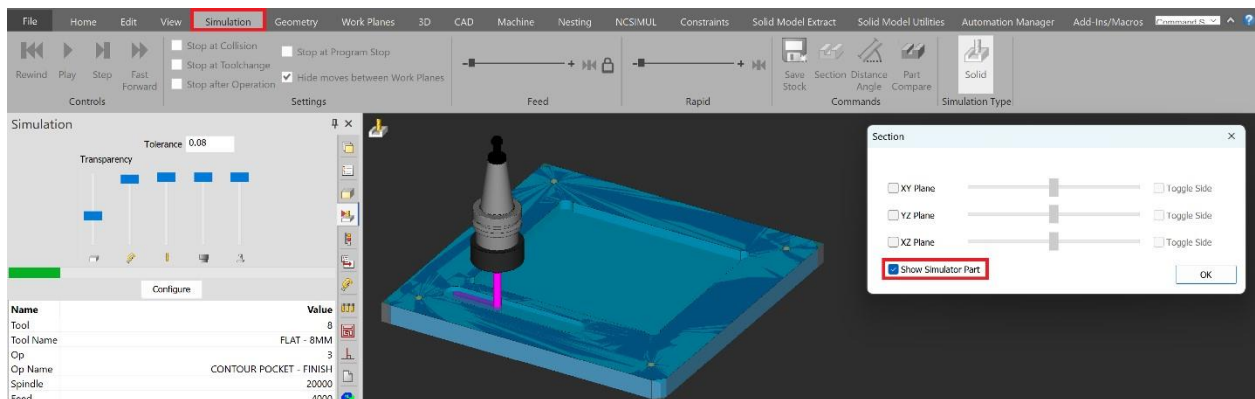 File Home Edit View Simulation Geometry Work Planes 3D CAD Machine Nesting NCSIMUL Constraints Solid Model Extract Solid Model Utilities Automation Manager Add-Ins/Macros Command S
Rewind Play Step Fast Forward
Controls
Stop at Collision
Stop at Toolchange
Stop after Operation
Stop at Program Stop
Hide moves between Work Planes
Settings
Feed
Rapid
Save Stock Section Distance Angle Part Compare
Commands
Solid
Simulation Type
Simulation
Tolerance 0.08
Transparency
Configure
Name Value
Tool 8
Tool Name FLAT - 8MM
Op 3
Op Name CONTOUR POCKET - FINISH
Spindle 20000
Feed 4000
Section
XY Plane Toggle Side
YZ Plane Toggle Side
XZ Plane Toggle Side
Show Simulator Part
OK